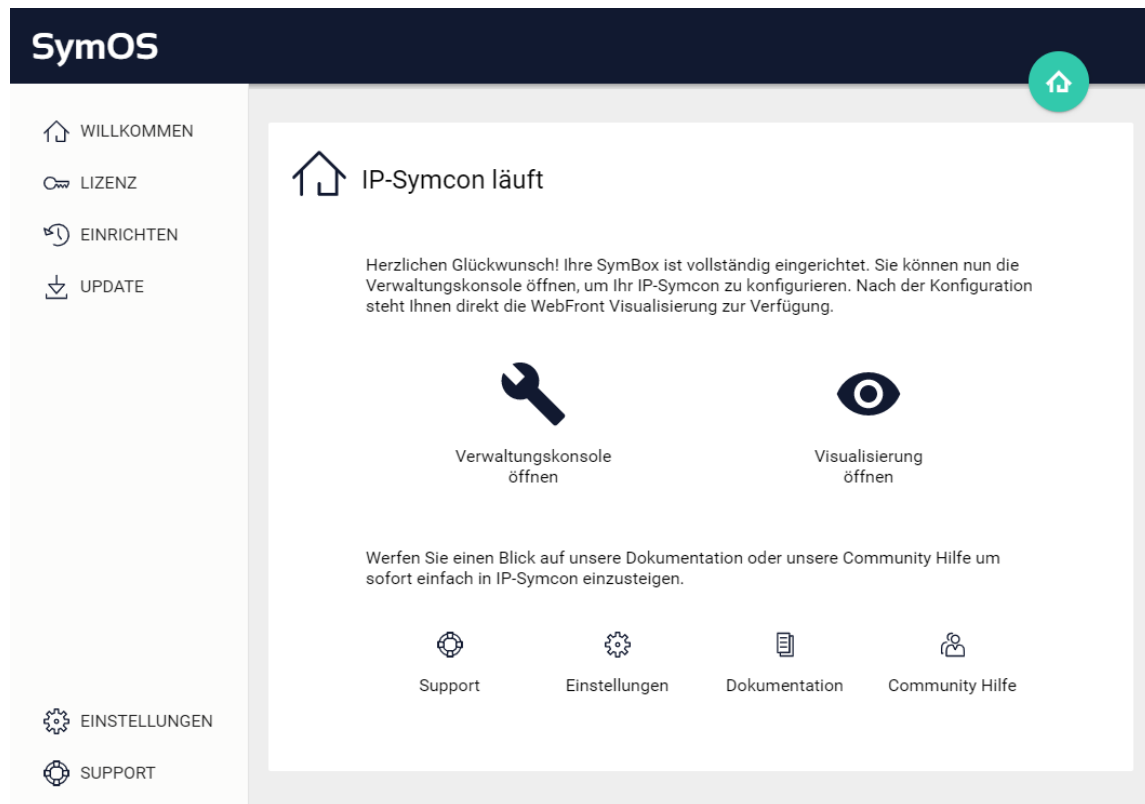 SymOS
WILLKOMMEN
LIZENZ
EINRICHTEN
UPDATE
EINSTELLUNGEN
SUPPORT
IP-Symcon läuft
Herzlichen Glückwunsch! Ihre SymBox ist vollständig eingerichtet. Sie können nun die
Verwaltungskonsole öffnen, um Ihr IP-Symcon zu konfigurieren. Nach der Konfiguration
steht Ihnen direkt die WebFront Visualisierung zur Verfügung.
Verwaltungskonsole
öffnen
Visualisierung
öffnen
Werfen Sie einen Blick auf unsere Dokumentation oder unsere Community Hilfe um
sofort einfach in IP-Symcon einzusteigen.
Support
Einstellungen
Dokumentation
Community Hilfe